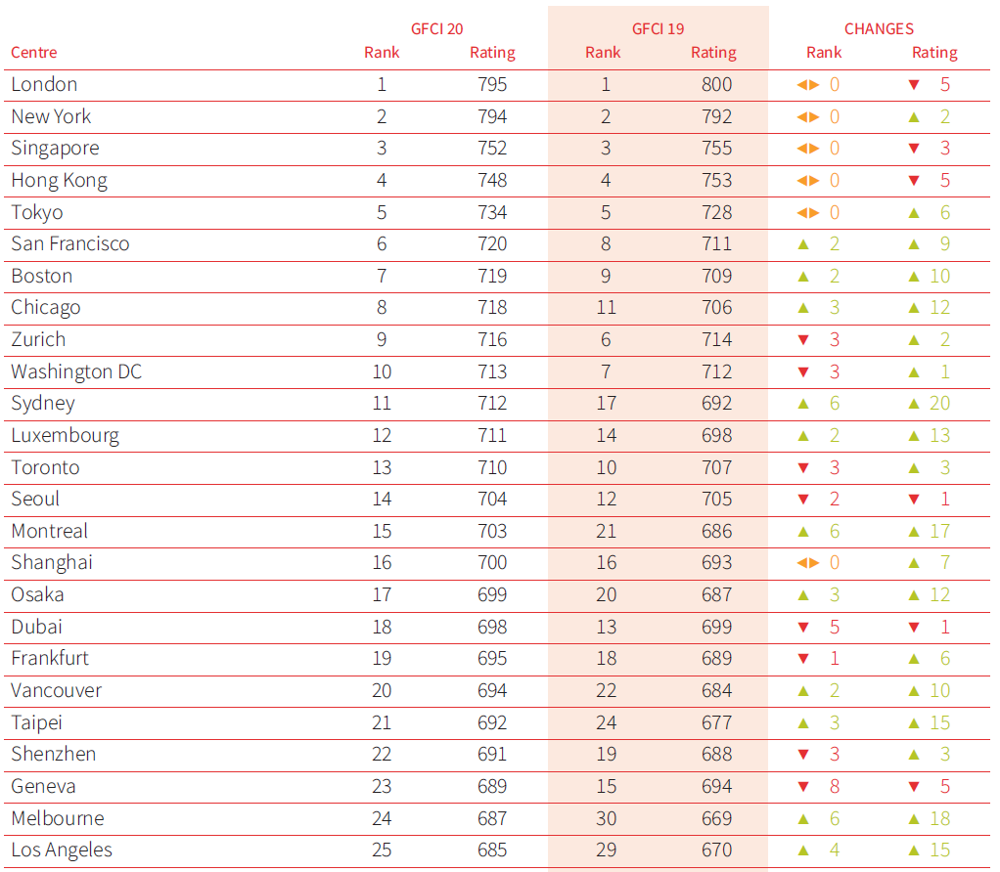 GFCI 20 GFCI 19 CHANGES
Centre Rank Rating Rank Rating Rank Rating
London 1 795 1 800 ◀▶ 0 ▼ 5
New York 2 794 2 792 ◀▶ 0 ▲ 2
Singapore 3 752 3 755 ◀▶ 0 ▼ 3
Hong Kong 4 748 4 753 ◀▶ 0 ▼ 5
Tokyo 5 734 5 728 ◀▶ 0 ▲ 6
San Francisco 6 720 8 711 ▲ 2 ▲ 9
Boston 7 719 9 709 ▲ 2 ▲ 10
Chicago 8 718 11 706 ▲ 3 ▲ 12
Zurich 9 716 6 714 ▼ 3 ▲ 2
Washington DC 10 713 7 712 ▼ 3 ▲ 1
Sydney 11 712 17 692 ▲ 6 ▲ 20
Luxembourg 12 711 14 698 ▲ 2 ▲ 13
Toronto 13 710 10 707 ▼ 3 ▲ 3
Seoul 14 704 12 705 ▼ 2 ▼ 1
Montreal 15 703 21 686 ▲ 6 ▲ 17
Shanghai 16 700 16 693 ◀▶ 0 ▲ 7
Osaka 17 699 20 687 ▲ 3 ▲ 12
Dubai 18 698 13 699 ▼ 5 ▼ 1
Frankfurt 19 695 18 689 ▼ 1 ▲ 6
Vancouver 20 694 22 684 ▲ 2 ▲ 10
Taipei 21 692 24 677 ▲ 3 ▲ 15
Shenzhen 22 691 19 688 ▼ 3 ▲ 3
Geneva 23 689 15 694 ▼ 8 ▼ 5
Melbourne 24 687 30 669 ▲ 6 ▲ 18
Los Angeles 25 685 29 670 ▲ 4 ▲ 15